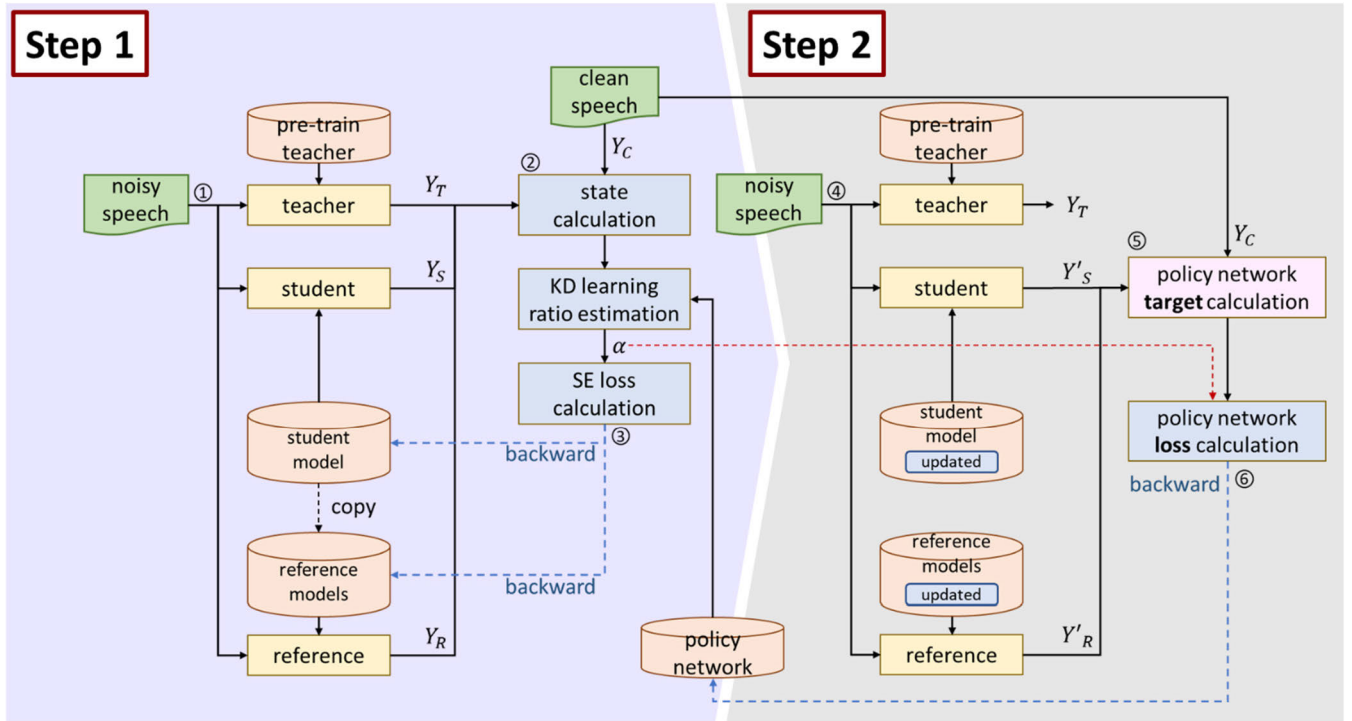 Step 1
clean
speech
Y_C
pre-train
teacher
noisy
speech
①
teacher
Y_T
②
state
calculation
student
Y_S
KD learning
ratio estimation
α
SE loss
calculation
③
backward
student
model
copy
reference
models
backward
reference
Y_R
policy
network
Step 2
pre-train
teacher
noisy
speech
④
teacher
Y_T
Y_C
⑤
student
Y'_S
policy network
target calculation
student
model
updated
policy network
loss calculation
backward
⑥
reference
models
updated
reference
Y'_R